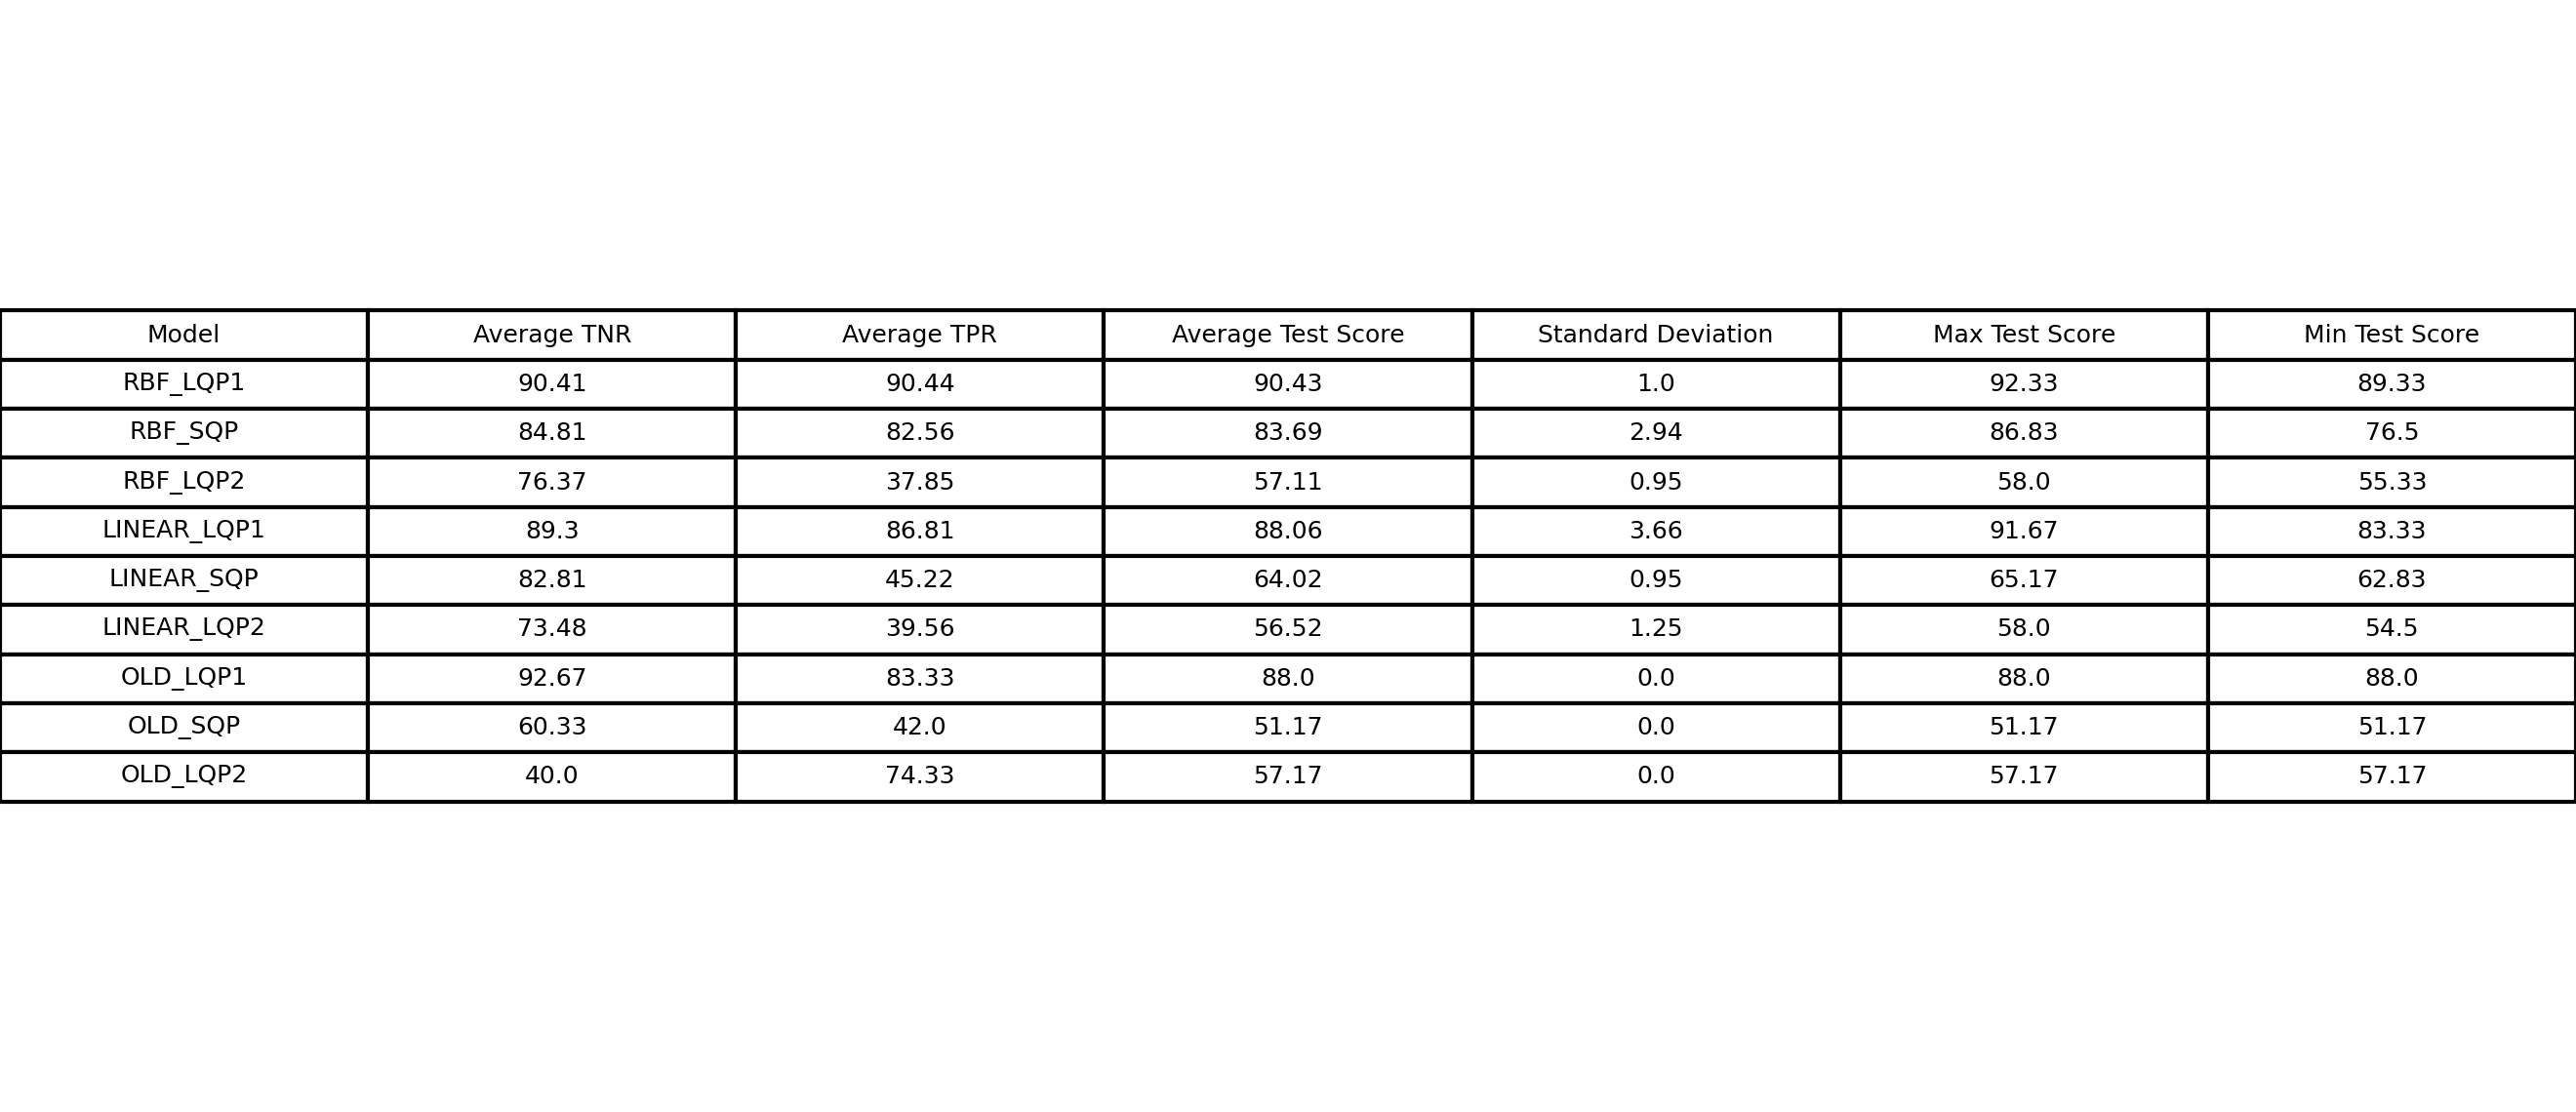 Model Average TNR Average TPR Average Test Score Standard Deviation Max Test Score Min Test Score
RBF_LQP1 90.41 90.44 90.43 1.0 92.33 89.33
RBF_SQP 84.81 82.56 83.69 2.94 86.83 76.5
RBF_LQP2 76.37 37.85 57.11 0.95 58.0 55.33
LINEAR_LQP1 89.3 86.81 88.06 3.66 91.67 83.33
LINEAR_SQP 82.81 45.22 64.02 0.95 65.17 62.83
LINEAR_LQP2 73.48 39.56 56.52 1.25 58.0 54.5
OLD_LQP1 92.67 83.33 88.0 0.0 88.0 88.0
OLD_SQP 60.33 42.0 51.17 0.0 51.17 51.17
OLD_LQP2 40.0 74.33 57.17 0.0 57.17 57.17